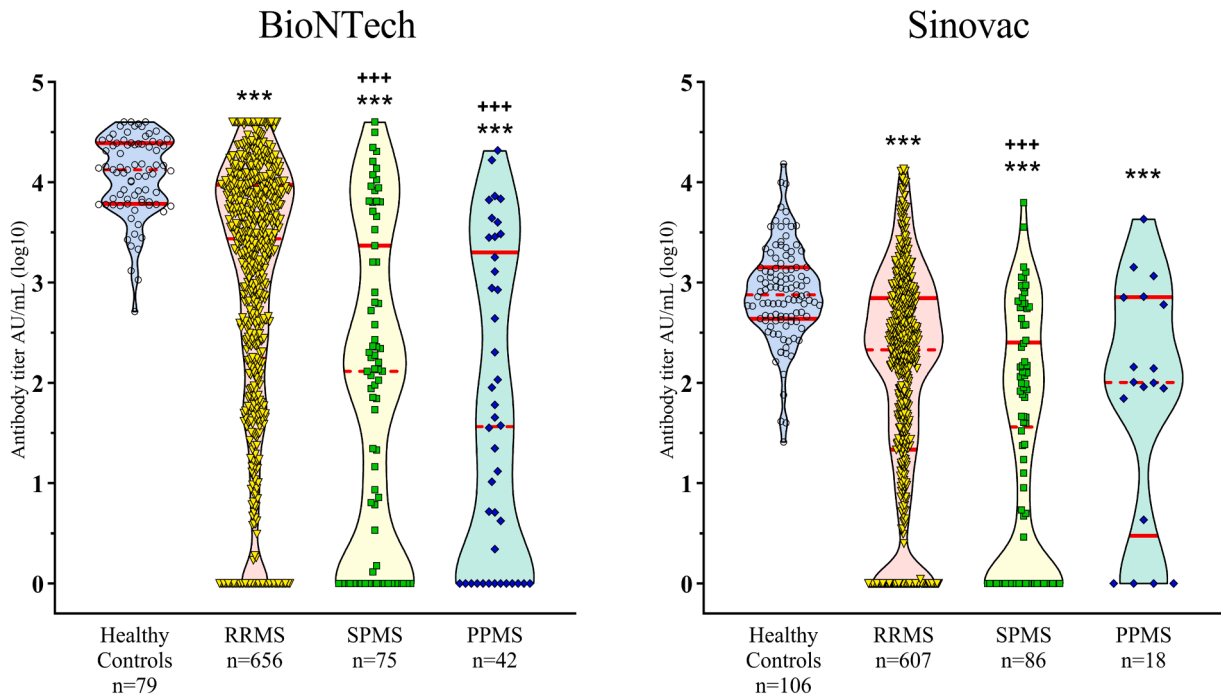 BioNTech
Antibody titer AU/mL (log10)
5
4
3
2
1
0
***
+++
***
+++
***
Healthy
Controls
n=79
RRMS
n=656
SPMS
n=75
PPMS
n=42
Sinovac
Antibody titer AU/mL (log10)
5
4
3
2
1
0
***
+++
***
***
Healthy
Controls
n=106
RRMS
n=607
SPMS
n=86
PPMS
n=18